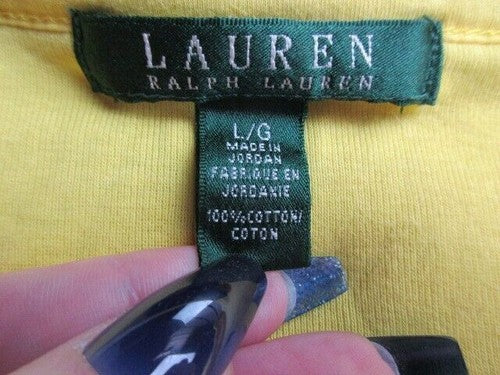 LAUREN
RALPH LAUREN
L/G
MADE IN
JORDAN
FABRIQUE EN
JORDANIE
100% COTTON/
COTON